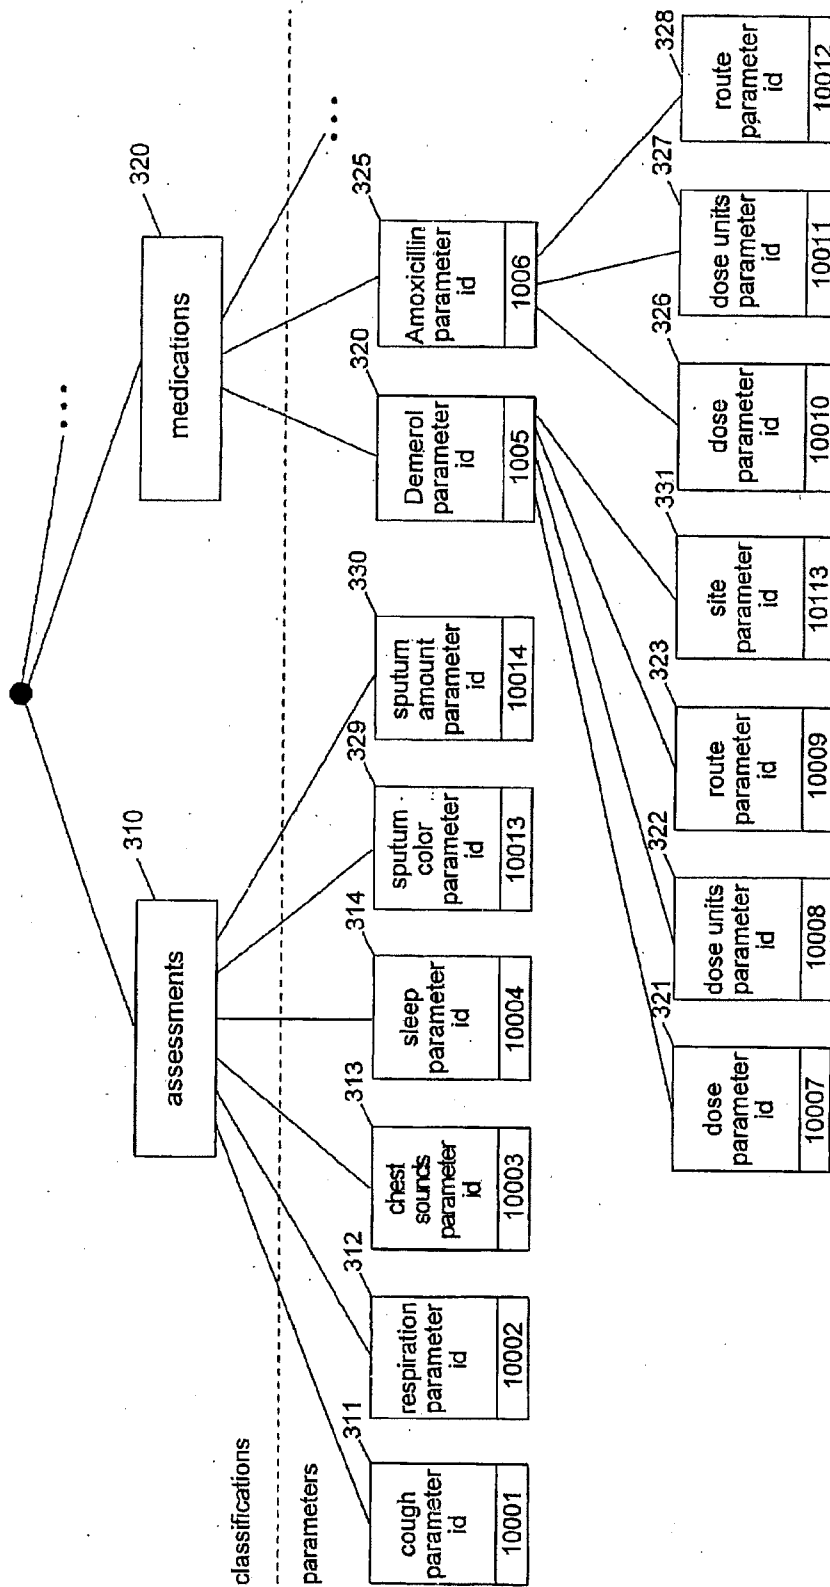 310
320
assessments
medications
classifications
parameters
311
312
313
314
329
330
320
325
cough
parameter
id
10001
respiration
parameter
id
10002
chest
sounds
parameter
id
10003
sleep
parameter
id
10004
sputum
color
parameter
id
10013
sputum
amount
parameter
id
10014
Demerol
parameter
id
1005
Amoxicillin
parameter
id
1006
321
322
323
331
326
327
328
dose
parameter
id
10007
dose units
parameter
id
10008
route
parameter
id
10009
site
parameter
id
10113
dose
parameter
id
10010
dose units
parameter
id
10011
route
parameter
id
10012